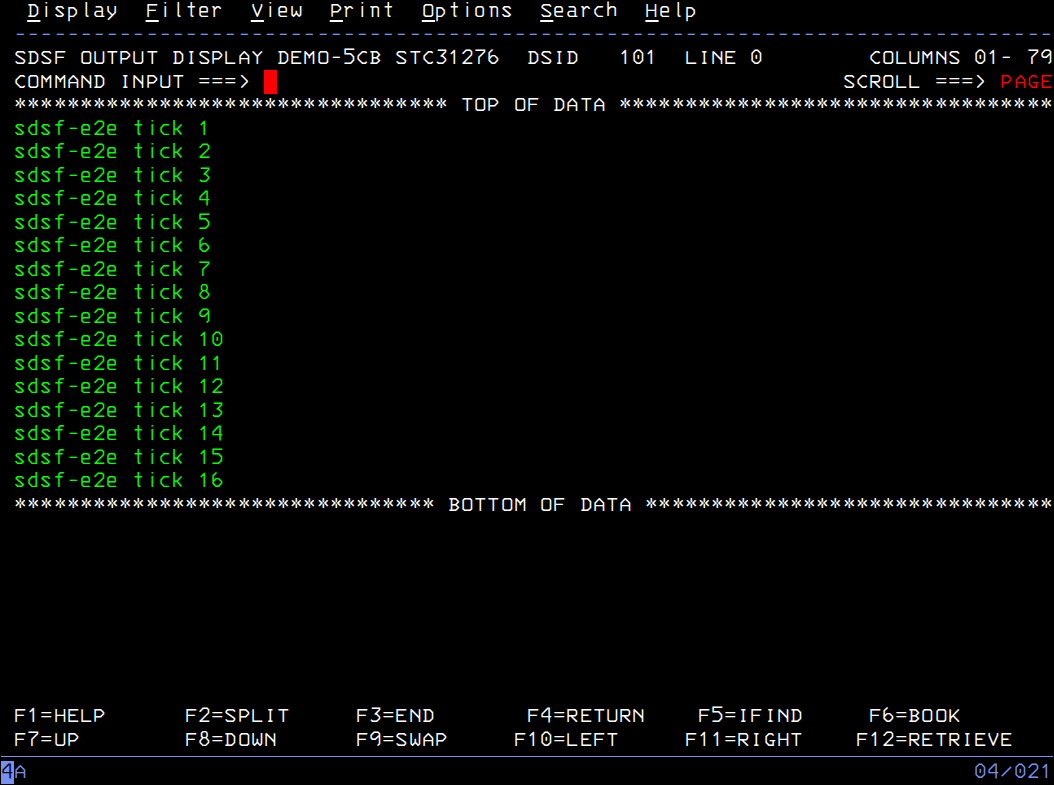 Display Filter View Print Options Search Help
-------------------------------------------------------------------------------
SDSF OUTPUT DISPLAY DEMO-5CB STC31276 DSID 101 LINE 0 COLUMNS 01- 79
COMMAND INPUT ===> SCROLL ===> PAGE
********************************* TOP OF DATA *********************************
sdsf-e2e tick 1
sdsf-e2e tick 2
sdsf-e2e tick 3
sdsf-e2e tick 4
sdsf-e2e tick 5
sdsf-e2e tick 6
sdsf-e2e tick 7
sdsf-e2e tick 8
sdsf-e2e tick 9
sdsf-e2e tick 10
sdsf-e2e tick 11
sdsf-e2e tick 12
sdsf-e2e tick 13
sdsf-e2e tick 14
sdsf-e2e tick 15
sdsf-e2e tick 16
******************************** BOTTOM OF DATA *******************************
F1=HELP F2=SPLIT F3=END F4=RETURN F5=IFIND F6=BOOK
F7=UP F8=DOWN F9=SWAP F10=LEFT F11=RIGHT F12=RETRIEVE
4A 04/021